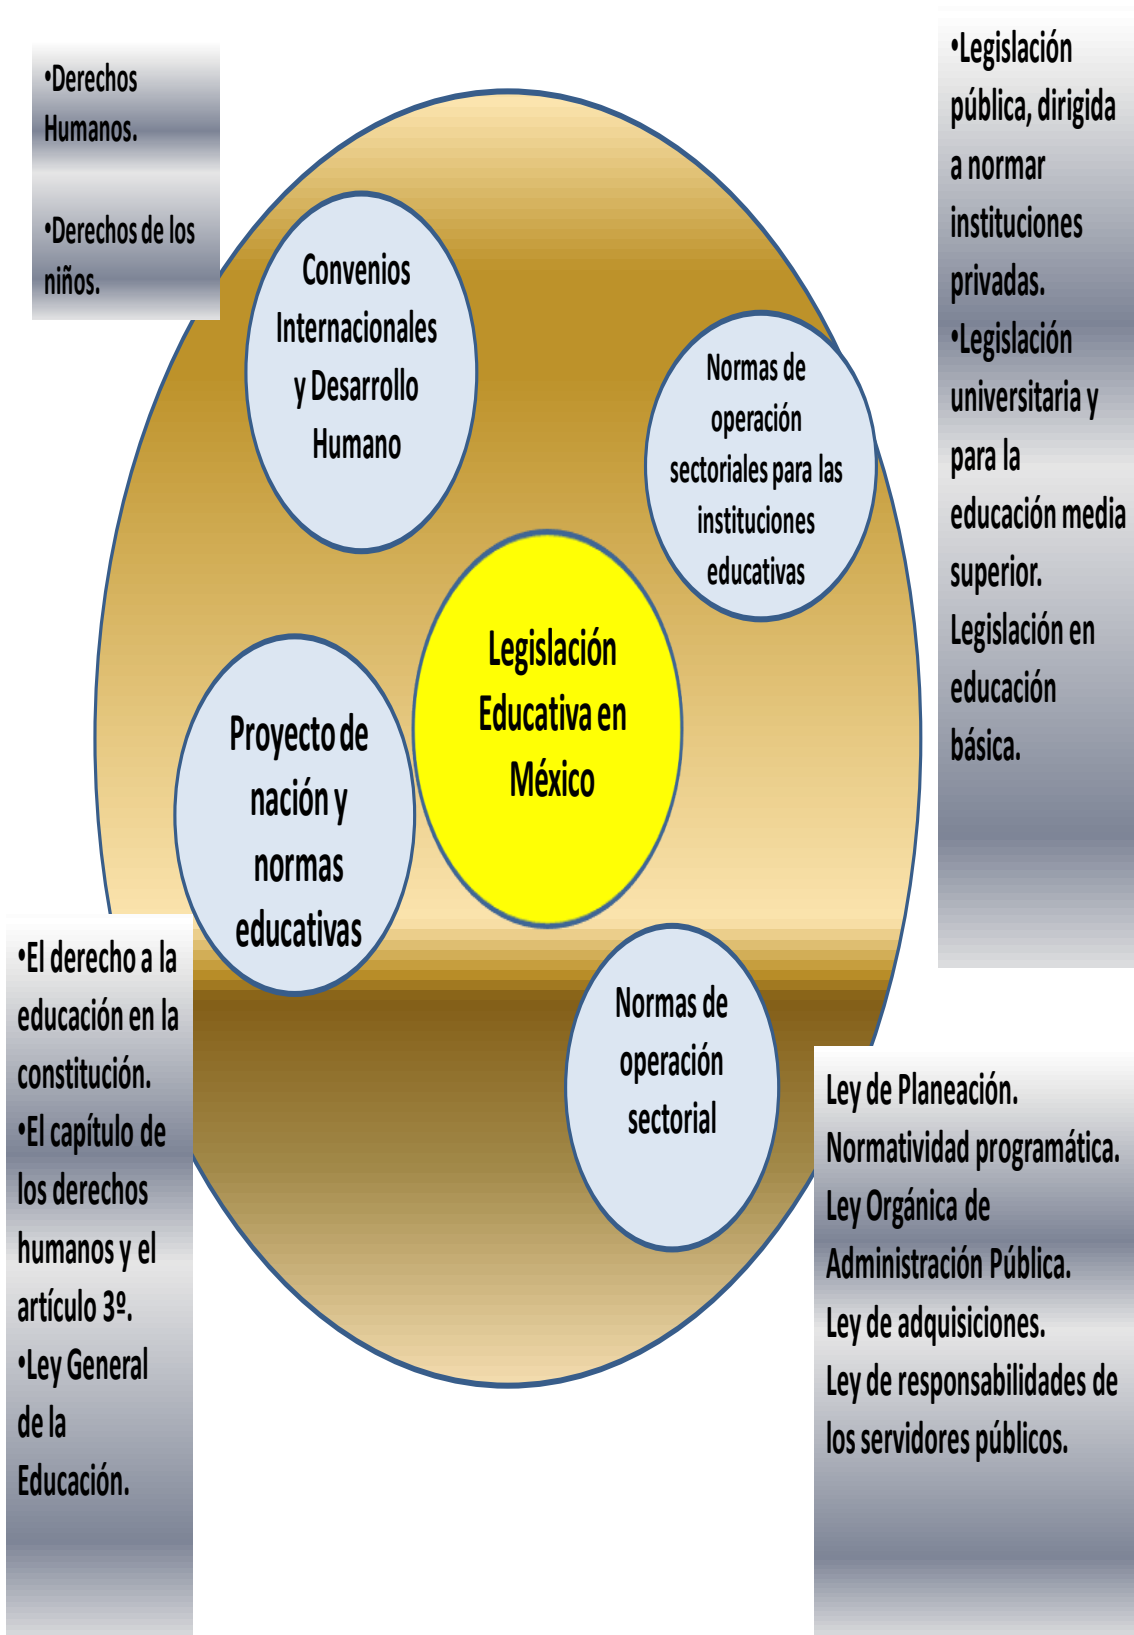 •Derechos
Humanos.
•Derechos de los
niños.
Convenios
Internacionales
y Desarrollo
Humano
Normas de
operación
sectoriales para las
instituciones
educativas
•Legislación
pública, dirigida
a normar
instituciones
privadas.
•Legislación
universitaria y
para la
educación media
superior.
Legislación en
educación
básica.
Legislación
Educativa en
México
Proyecto de
nación y
normas
educativas
•El derecho a la
educación en la
constitución.
•El capítulo de
los derechos
humanos y el
artículo 3º.
•Ley General
de la
Educación.
Normas de
operación
sectorial
Ley de Planeación.
Normatividad programática.
Ley Orgánica de
Administración Pública.
Ley de adquisiciones.
Ley de responsabilidades de
los servidores públicos.